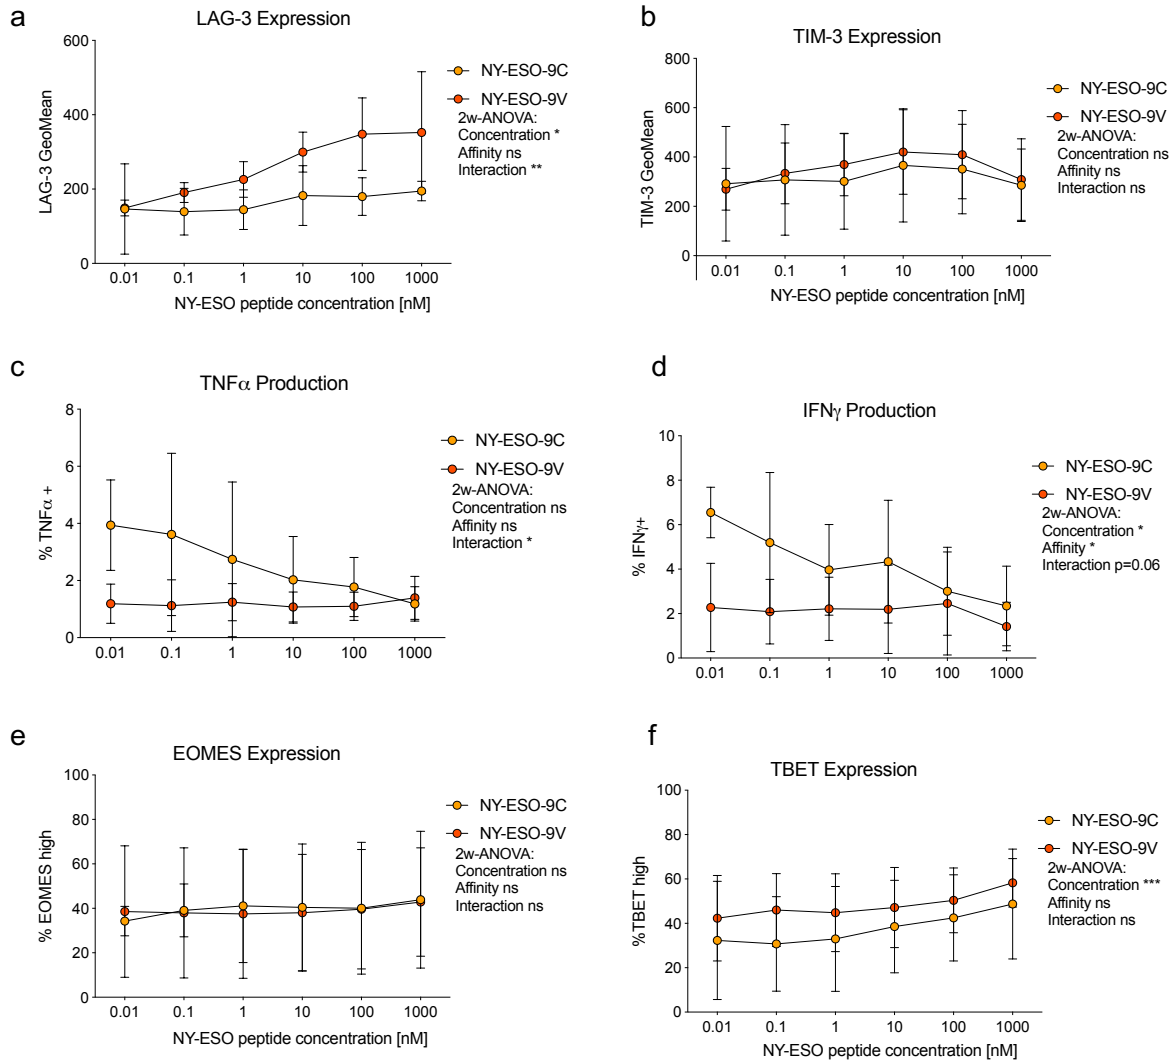 a
LAG-3 Expression
LAG-3 GeoMean
600
400
200
0
0.01 0.1 1 10 100 1000
NY-ESO peptide concentration [nM]
NY-ESO-9C
NY-ESO-9V
2w-ANOVA:
Concentration *
Affinity ns
Interaction **
b
TIM-3 Expression
TIM-3 GeoMean
800
600
400
200
0
0.01 0.1 1 10 100 1000
NY-ESO peptide concentration [nM]
NY-ESO-9C
NY-ESO-9V
2w-ANOVA:
Concentration ns
Affinity ns
Interaction ns
c
TNFα Production
% TNFα +
8
6
4
2
0
0.01 0.1 1 10 100 1000
NY-ESO-9C
NY-ESO-9V
2w-ANOVA:
Concentration ns
Affinity ns
Interaction *
d
IFNγ Production
% IFNγ+
10
8
6
4
2
0
0.01 0.1 1 10 100 1000
NY-ESO-9C
NY-ESO-9V
2w-ANOVA:
Concentration *
Affinity *
Interaction p=0.06
e
EOMES Expression
% EOMES high
100
80
60
40
20
0
0.01 0.1 1 10 100 1000
NY-ESO peptide concentration [nM]
NY-ESO-9C
NY-ESO-9V
2w-ANOVA:
Concentration ns
Affinity ns
Interaction ns
f
TBET Expression
%TBET high
100
80
60
40
20
0
0.01 0.1 1 10 100 1000
NY-ESO peptide concentration [nM]
NY-ESO-9C
NY-ESO-9V
2w-ANOVA:
Concentration ***
Affinity ns
Interaction ns